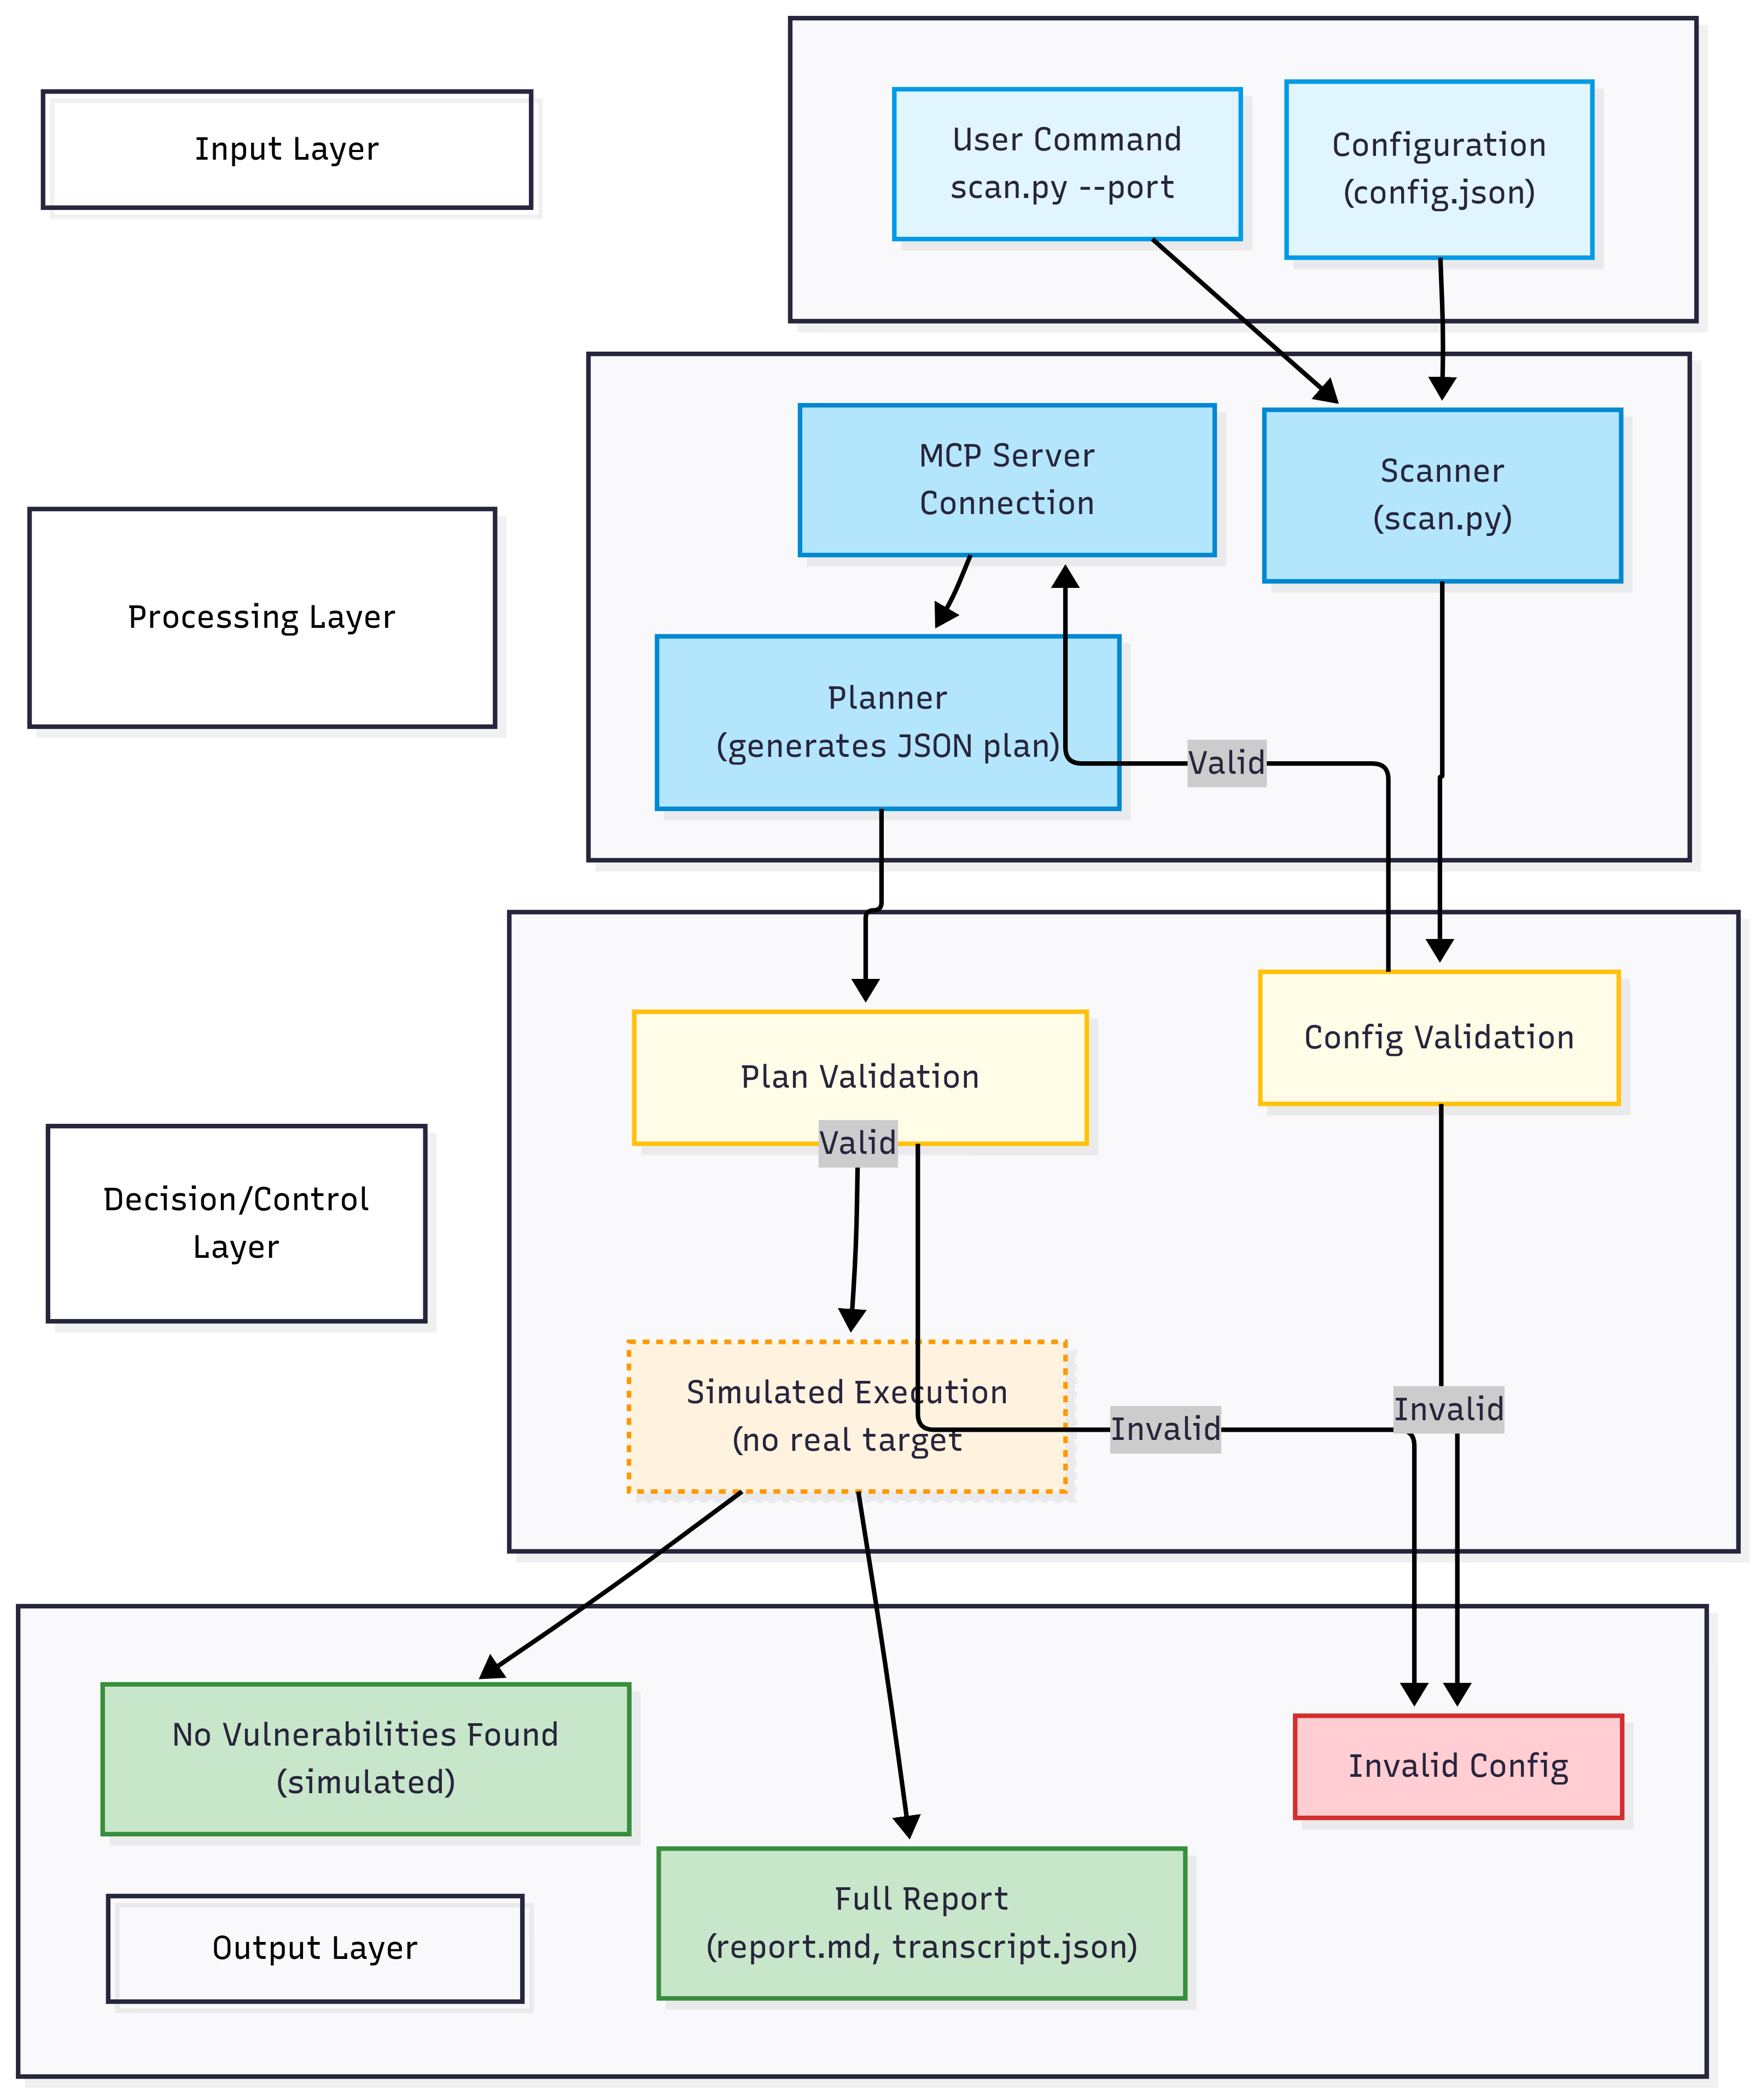 Input Layer
User Command
scan.py --port
Configuration
(config.json)
MCP Server
Connection
Scanner
(scan.py)
Processing Layer
Planner
(generates JSON plan)
Valid
Config Validation
Plan Validation
Valid
Decision/Control
Layer
Simulated Execution
(no real target
Invalid
Invalid
No Vulnerabilities Found
(simulated)
Invalid Config
Full Report
(report.md, transcript.json)
Output Layer